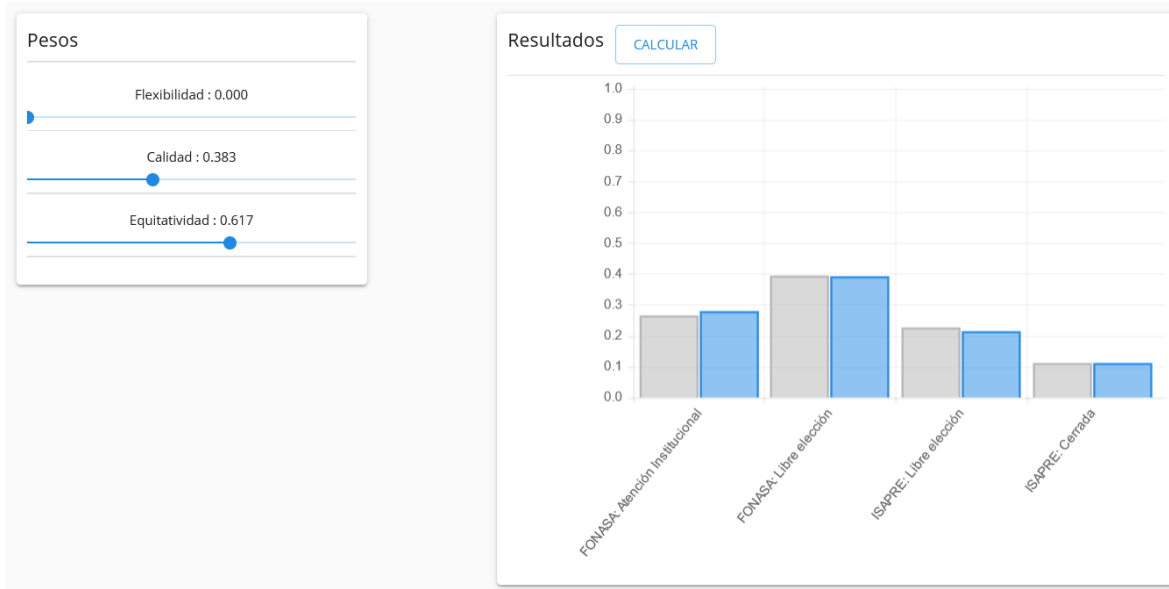 Pesos
Flexibilidad : 0.000
Calidad : 0.383
Equitatividad : 0.617
Resultados
CALCULAR
1.0
0.9
0.8
0.7
0.6
0.5
0.4
0.3
0.2
0.1
0.0
FONASA: Atención Institucional
FONASA: Libre elección
ISAPRE: Libre elección
ISAPRE: Cerrada